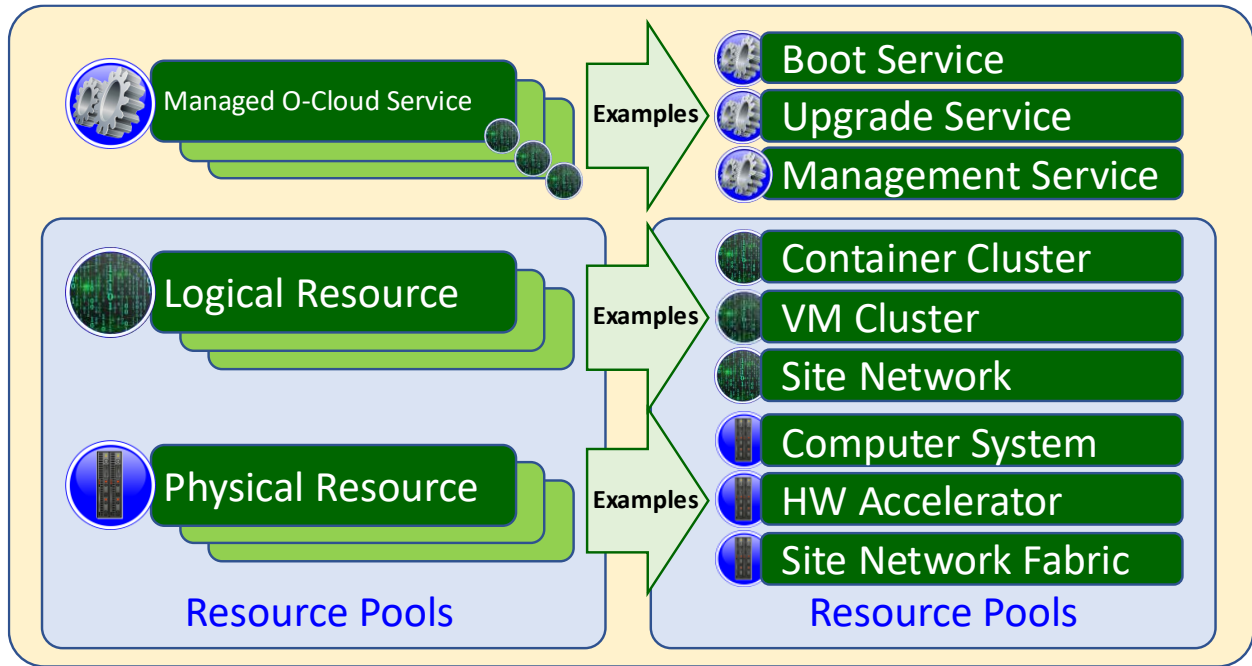 Managed O-Cloud Service
Examples
Boot Service
Upgrade Service
Management Service
Logical Resource
Examples
Container Cluster
VM Cluster
Site Network
Physical Resource
Examples
Computer System
HW Accelerator
Site Network Fabric
Resource Pools
Resource Pools